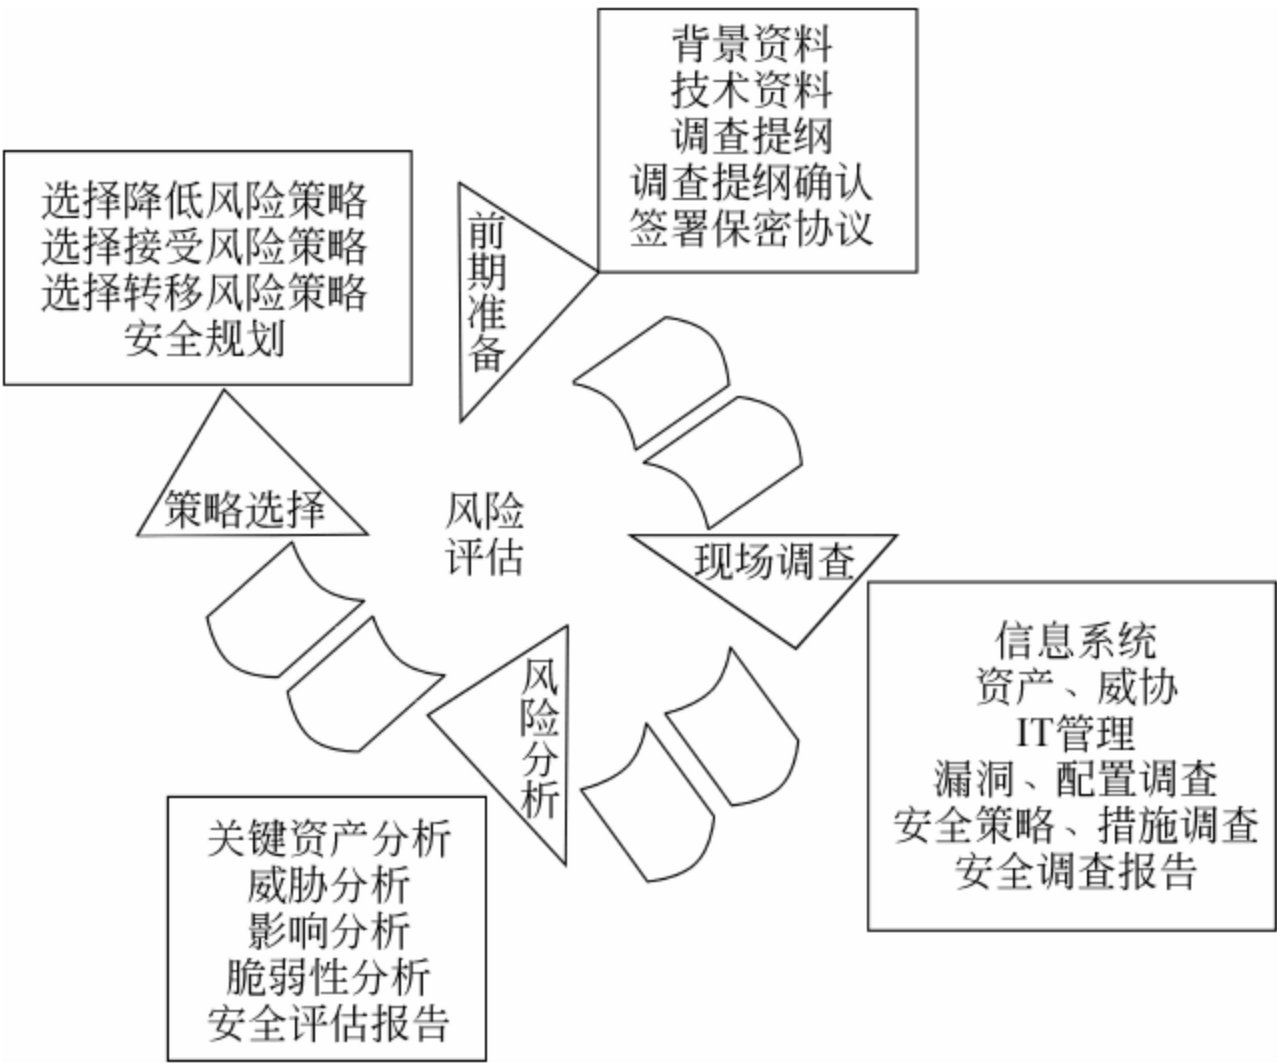 背景资料
技术资料
调查提纲
调查提纲确认
签署保密协议
选择降低风险策略
选择接受风险策略
选择转移风险策略
安全规划
前期准备
策略选择
风险
评估
现场调查
信息系统
资产、威协
IT管理
漏洞、配置调查
安全策略、措施调查
安全调查报告
风险分析
关键资产分析
威胁分析
影响分析
脆弱性分析
安全评估报告